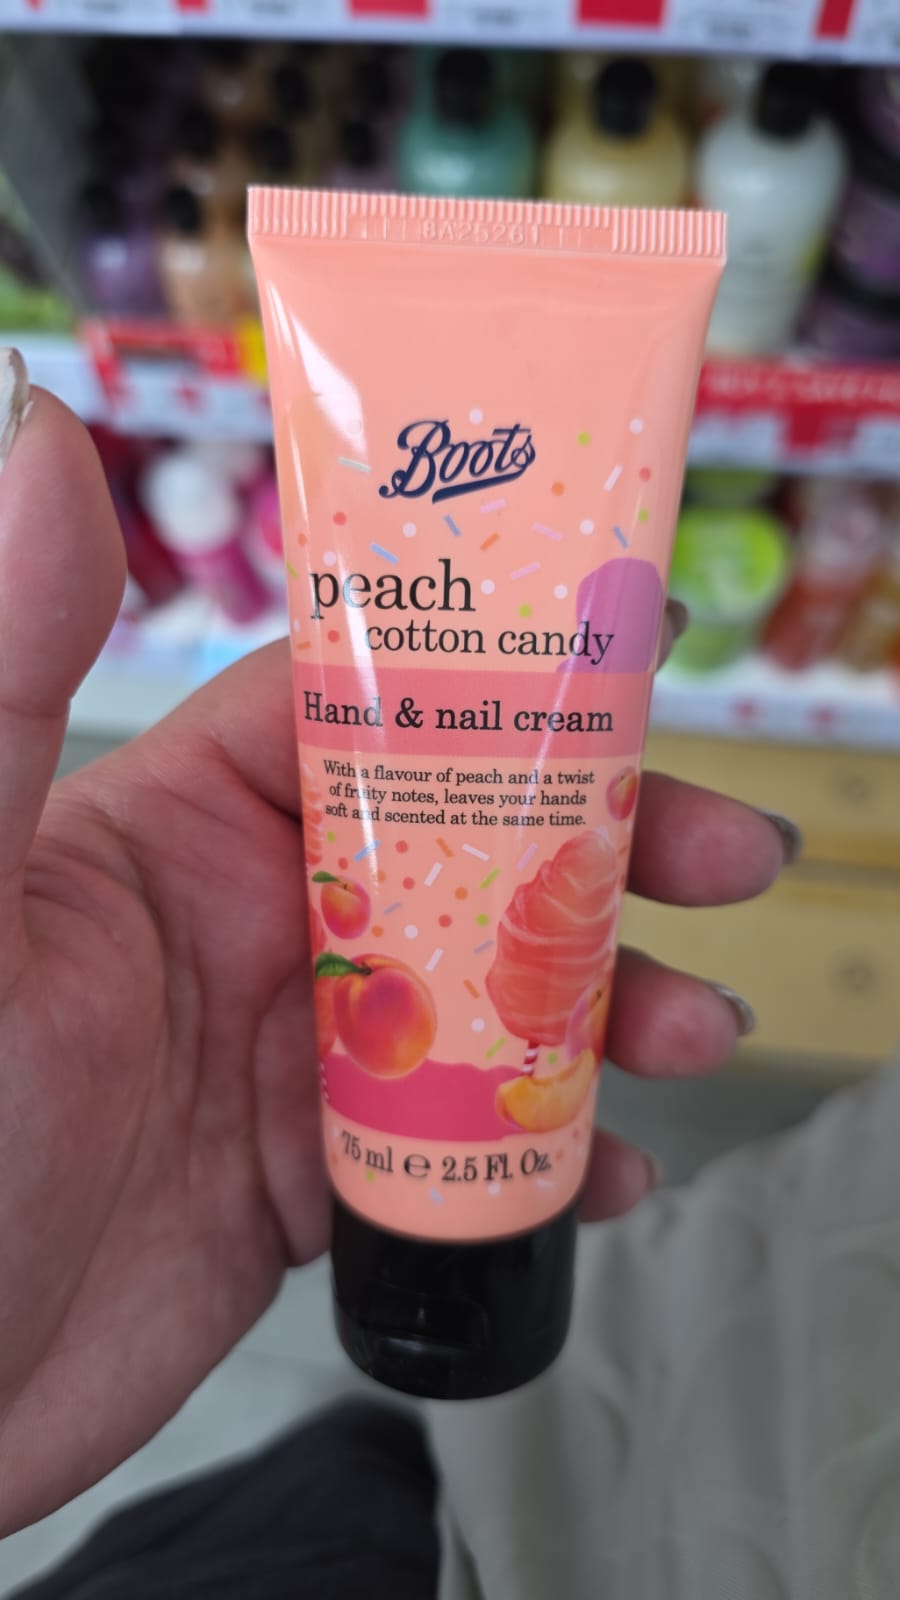 8A25261
Boots
peach
cotton candy
Hand & nail cream
With a flavour of peach and a twist
of fruity notes, leaves your hands
soft and scented at the same time.
75 ml ℮ 2.5 Fl. Oz.